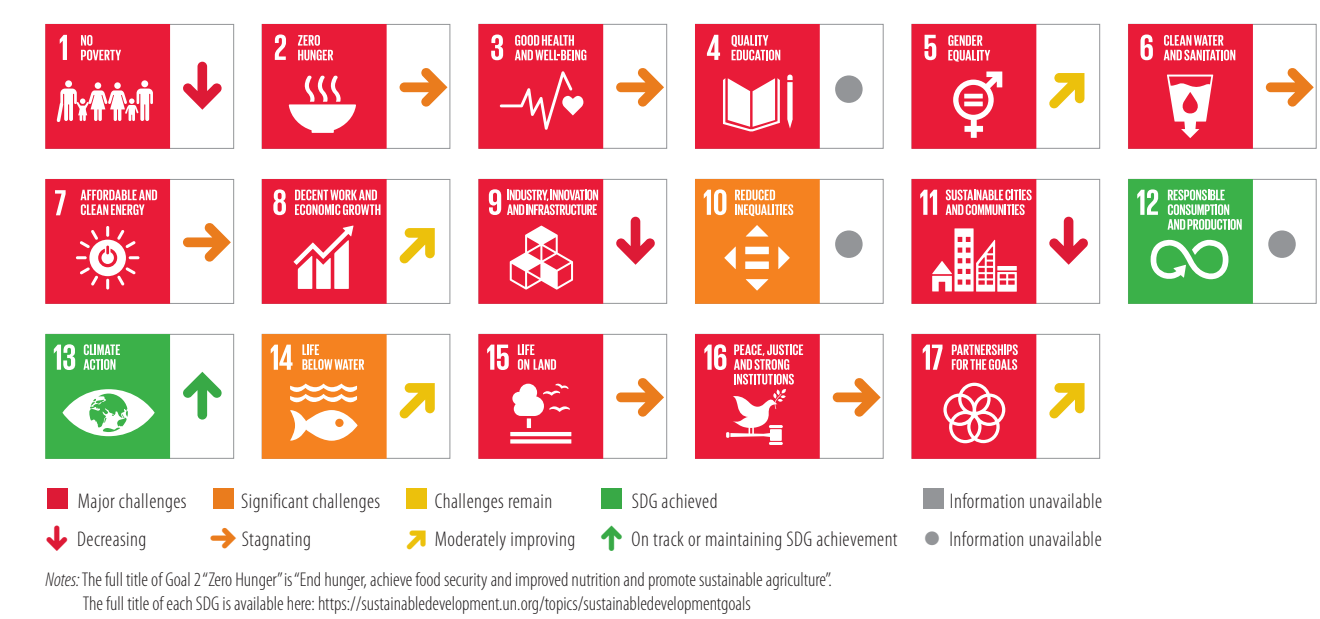 1 NO
POVERTY
2 ZERO
HUNGER
3 GOOD HEALTH
AND WELL-BEING
4 QUALITY
EDUCATION
5 GENDER
EQUALITY
6 CLEAN WATER
AND SANITATION
7 AFFORDABLE AND
CLEAN ENERGY
8 DECENT WORK AND
ECONOMIC GROWTH
9 INDUSTRY, INNOVATION
AND INFRASTRUCTURE
10 REDUCED
INEQUALITIES
11 SUSTAINABLE CITIES
AND COMMUNITIES
12 RESPONSIBLE
CONSUMPTION
AND PRODUCTION
13 CLIMATE
ACTION
14 LIFE
BELOW WATER
15 LIFE
ON LAND
16 PEACE, JUSTICE
AND STRONG
INSTITUTIONS
17 PARTNERSHIPS
FOR THE GOALS
Major challenges Significant challenges Challenges remain SDG achieved Information unavailable
Decreasing Stagnating Moderately improving On track or maintaining SDG achievement Information unavailable
Notes: The full title of Goal 2 “Zero Hunger” is “End hunger, achieve food security and improved nutrition and promote sustainable agriculture”.
The full title of each SDG is available here: https://sustainabledevelopment.un.org/topics/sustainabledevelopmentgoals